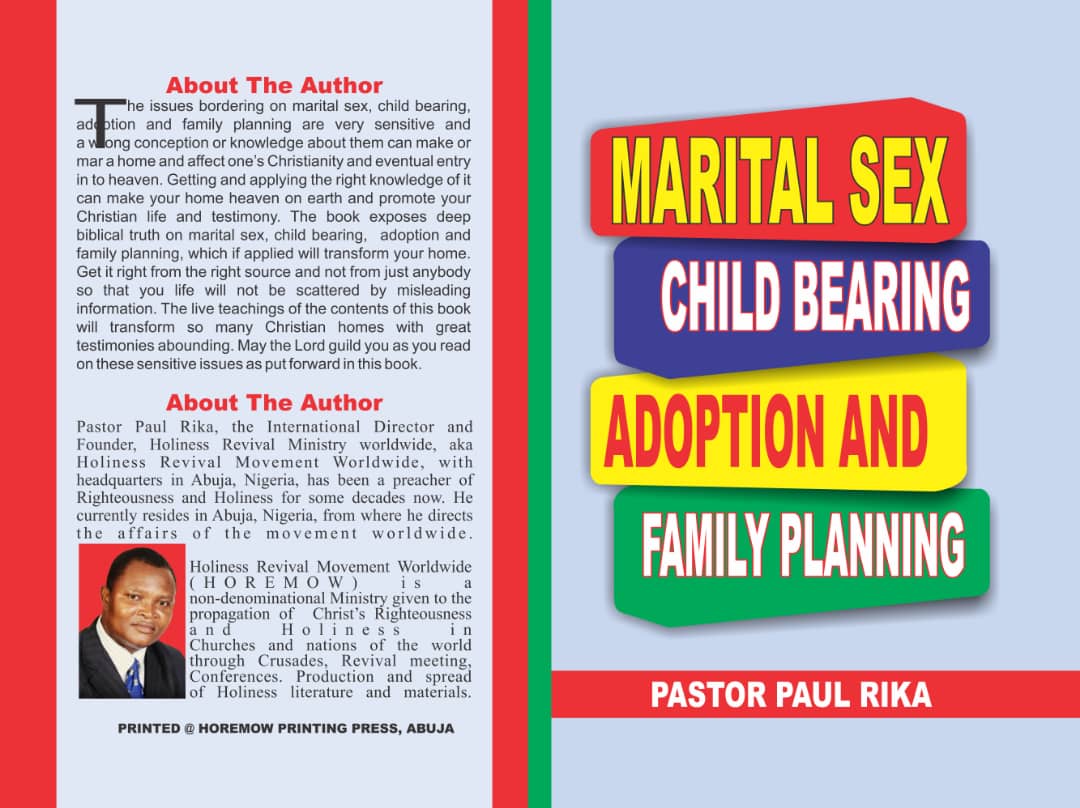 About The Author
The issues bordering on marital sex, child bearing,
adoption and family planning are very sensitive and
a wrong conception or knowledge about them can make or
mar a home and affect one's Christianity and eventual entry
in to heaven. Getting and applying the right knowledge of it
can make your home heaven on earth and promote your
Christian life and testimony. The book exposes deep
biblical truth on marital sex, child bearing, adoption and
family planning, which if applied will transform your home.
Get it right from the right source and not from just anybody
so that you life will not be scattered by misleading
information. The live teachings of the contents of this book
will transform so many Christian homes with great
testimonies abounding. May the Lord guild you as you read
on these sensitive issues as put forward in this book.
About The Author
Pastor Paul Rika, the International Director and
Founder, Holiness Revival Ministry worldwide, aka
Holiness Revival Movement Worldwide, with
headquarters in Abuja, Nigeria, has been a preacher of
Righteousness and Holiness for some decades now. He
currently resides in Abuja, Nigeria, from where he directs
the affairs of the movement worldwide.
Holiness Revival Movement Worldwide
(HOREMOW) is a
non-denominational Ministry given to the
propagation of Christ's Righteousness
and Holiness in
Churches and nations of the world
through Crusades, Revival meeting,
Conferences. Production and spread
of Holiness literature and materials.
PRINTED @ HOREMOW PRINTING PRESS, ABUJA
MARITAL SEX
CHILD BEARING
ADOPTION AND
FAMILY PLANNING
PASTOR PAUL RIKA